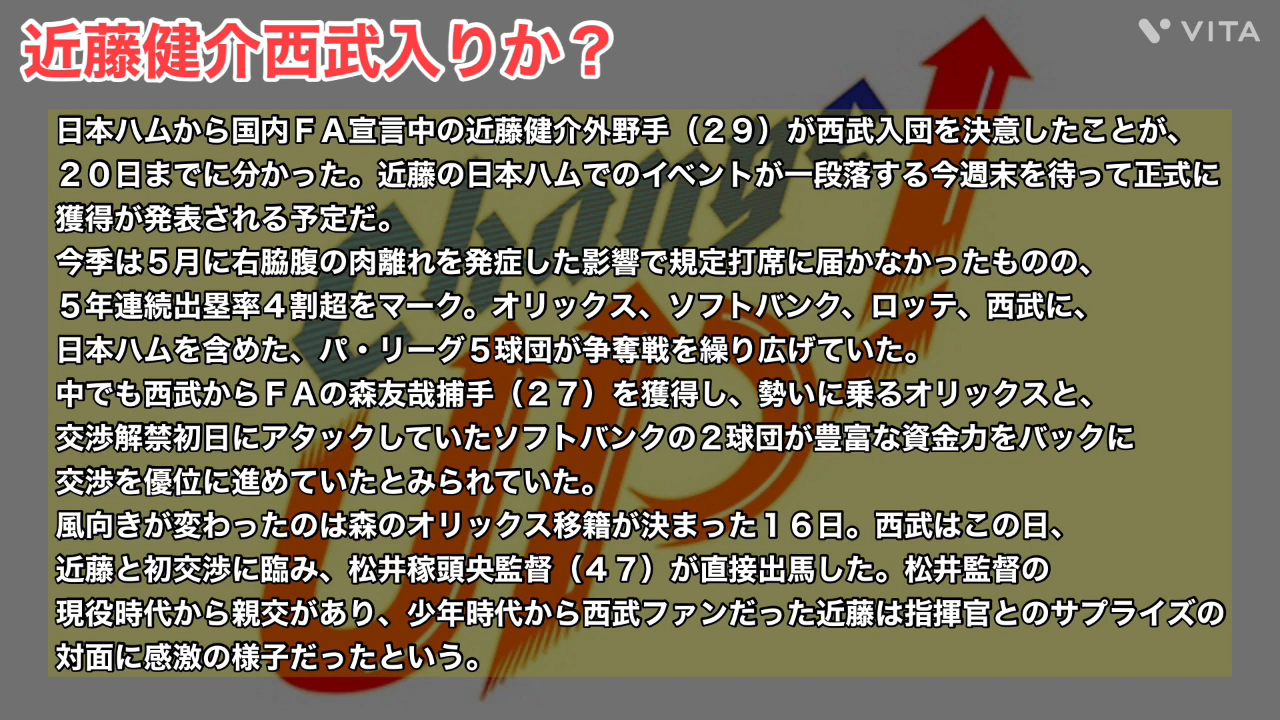 近藤健介西武入りか？
VITA
日本ハムから国内ＦＡ宣言中の近藤健介外野手（２９）が西武入団を決意したことが、
２０日までに分かった。近藤の日本ハムでのイベントが一段落する今週末を待って正式に
獲得が発表される予定だ。
今季は５月に右脇腹の肉離れを発症した影響で規定打席に届かなかったものの、
５年連続出塁率４割超をマーク。オリックス、ソフトバンク、ロッテ、西武に、
日本ハムを含めた、パ・リーグ５球団が争奪戦を繰り広げていた。
中でも西武からＦＡの森友哉捕手（２７）を獲得し、勢いに乗るオリックスと、
交渉解禁初日にアタックしていたソフトバンクの２球団が豊富な資金力をバックに
交渉を優位に進めていたとみられていた。
風向きが変わったのは森のオリックス移籍が決まった１６日。西武はこの日、
近藤と初交渉に臨み、松井稼頭央監督（４７）が直接出馬した。松井監督の
現役時代から親交があり、少年時代から西武ファンだった近藤は指揮官とのサプライズの
対面に感激の様子だったという。
Change
UP